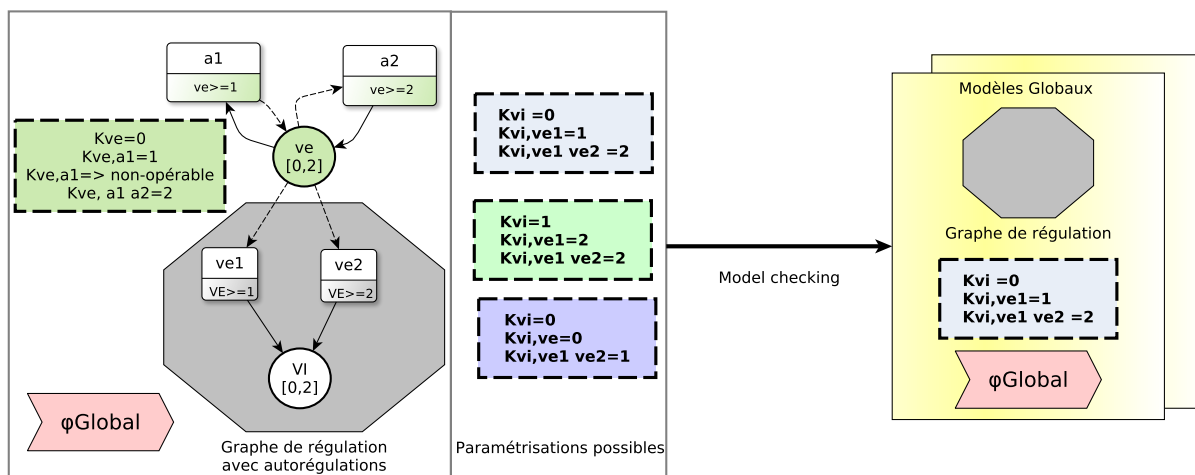 a1
ve>=1
a2
ve>=2
ve
[0,2]
Kve=0
Kve,a1=1
Kve,a1=> non-opérable
Kve, a1 a2=2
ve1
VE>=1
ve2
VE>=2
VI
[0,2]
φGlobal
Graphe de régulation
avec autorégulations
Kvi =0
Kvi,ve1=1
Kvi,ve1 ve2 =2
Kvi=1
Kvi,ve1=2
Kvi,ve1 ve2=2
Kvi=0
Kvi,ve=0
Kvi,ve1 ve2=1
Paramétrisations possibles
Model checking
Modèles Globaux
Graphe de régulation
Kvi =0
Kvi,ve1=1
Kvi,ve1 ve2 =2
φGlobal